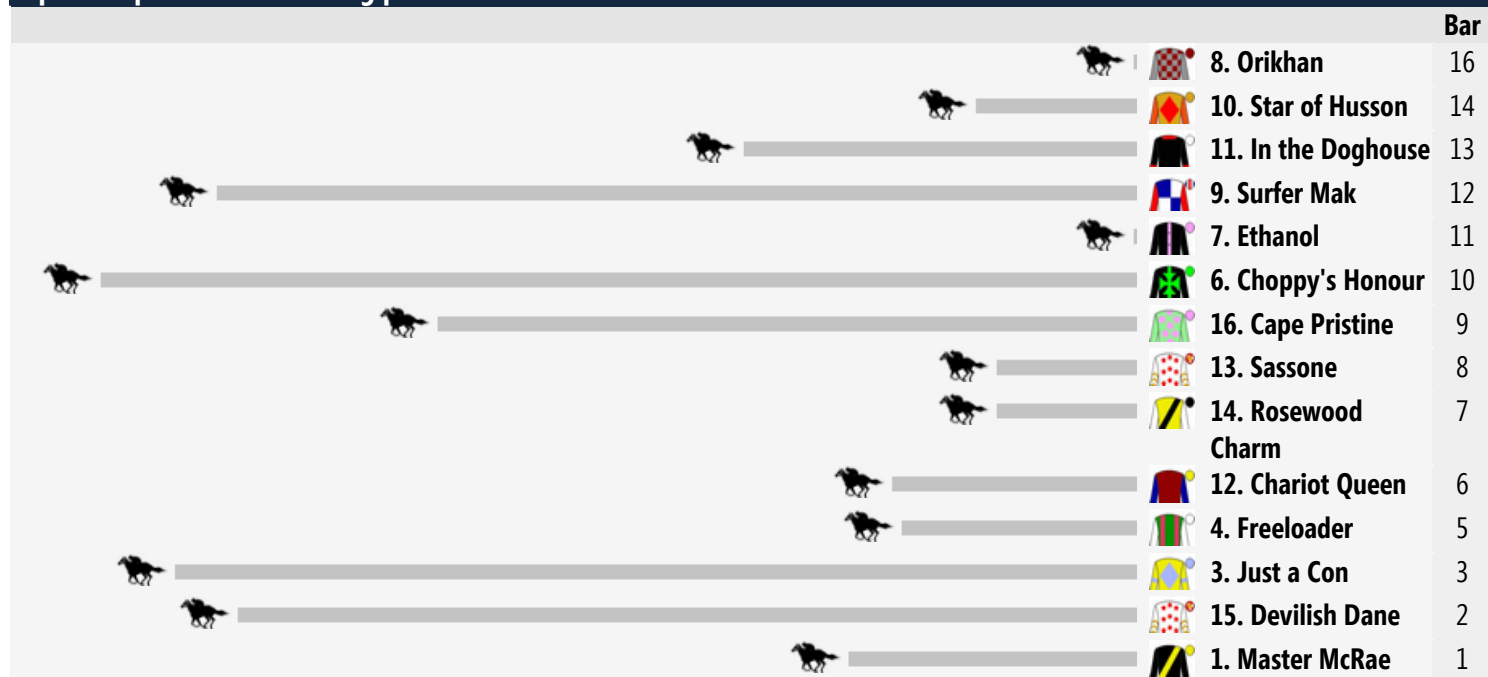 Bar
8. Orikhan 16
10. Star of Husson 14
11. In the Doghouse 13
9. Surfer Mak 12
7. Ethanol 11
6. Choppy's Honour 10
16. Cape Pristine 9
13. Sassone 8
14. Rosewood 7
Charm
12. Chariot Queen 6
4. Freeloader 5
3. Just a Con 3
15. Devilish Dane 2
1. Master McRae 1